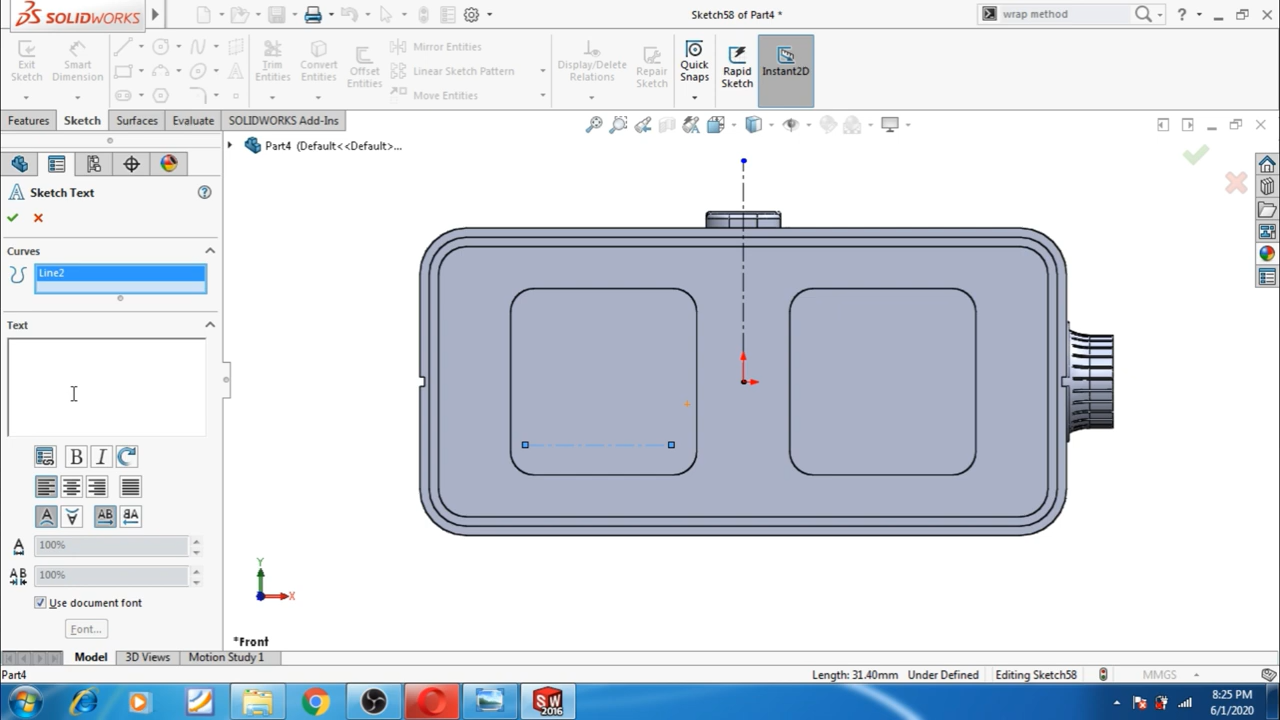 SOLIDWORKS
Sketch58 of Part4 *
wrap method
?
Exit Sketch
Smart Dimension
Trim Entities
Convert Entities
Offset Entities
Mirror Entities
Linear Sketch Pattern
Move Entities
Display/Delete Relations
Repair Sketch
Quick Snaps
Rapid Sketch
Instant2D
Features
Sketch
Surfaces
Evaluate
SOLIDWORKS Add-Ins
Part4 (Default<<Default>...
Sketch Text
?
Curves
Line2
Text
B I
AB
100%
AB
100%
Use document font
Font...
Y
X
*Front
Model
3D Views
Motion Study 1
Part4
Length: 31.40mm
Under Defined
Editing Sketch58
MMGS
SW
2016
8:25 PM
6/1/2020